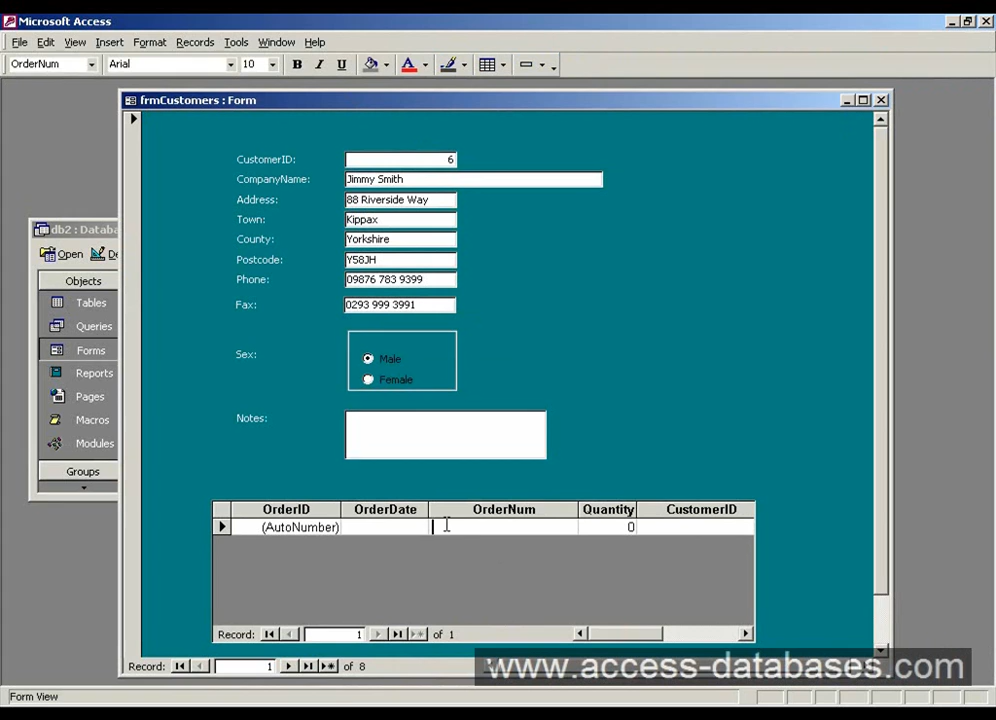 Microsoft Access
File Edit View Insert Format Records Tools Window Help
OrderNum Arial 10 B I U A
frmCustomers : Form
CustomerID: 6
CompanyName: Jimmy Smith
Address: 88 Riverside Way
Town: Kippax
County: Yorkshire
Postcode: Y58JH
Phone: 09876 783 9399
Fax: 0293 999 3991
Sex: Male
Female
Notes:
db2 : Databa
Open De
Objects
Tables
Queries
Forms
Reports
Pages
Macros
Modules
Groups
OrderID OrderDate OrderNum Quantity CustomerID
(AutoNumber) 0
Record: 1 of 1
Record: 1 of 8
www.access-databases.com
Form View